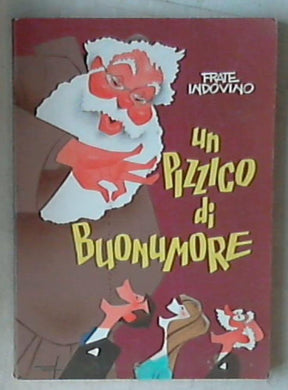 FRATE
INDOVINO
un
PIZZICO
di
BUONUMORE